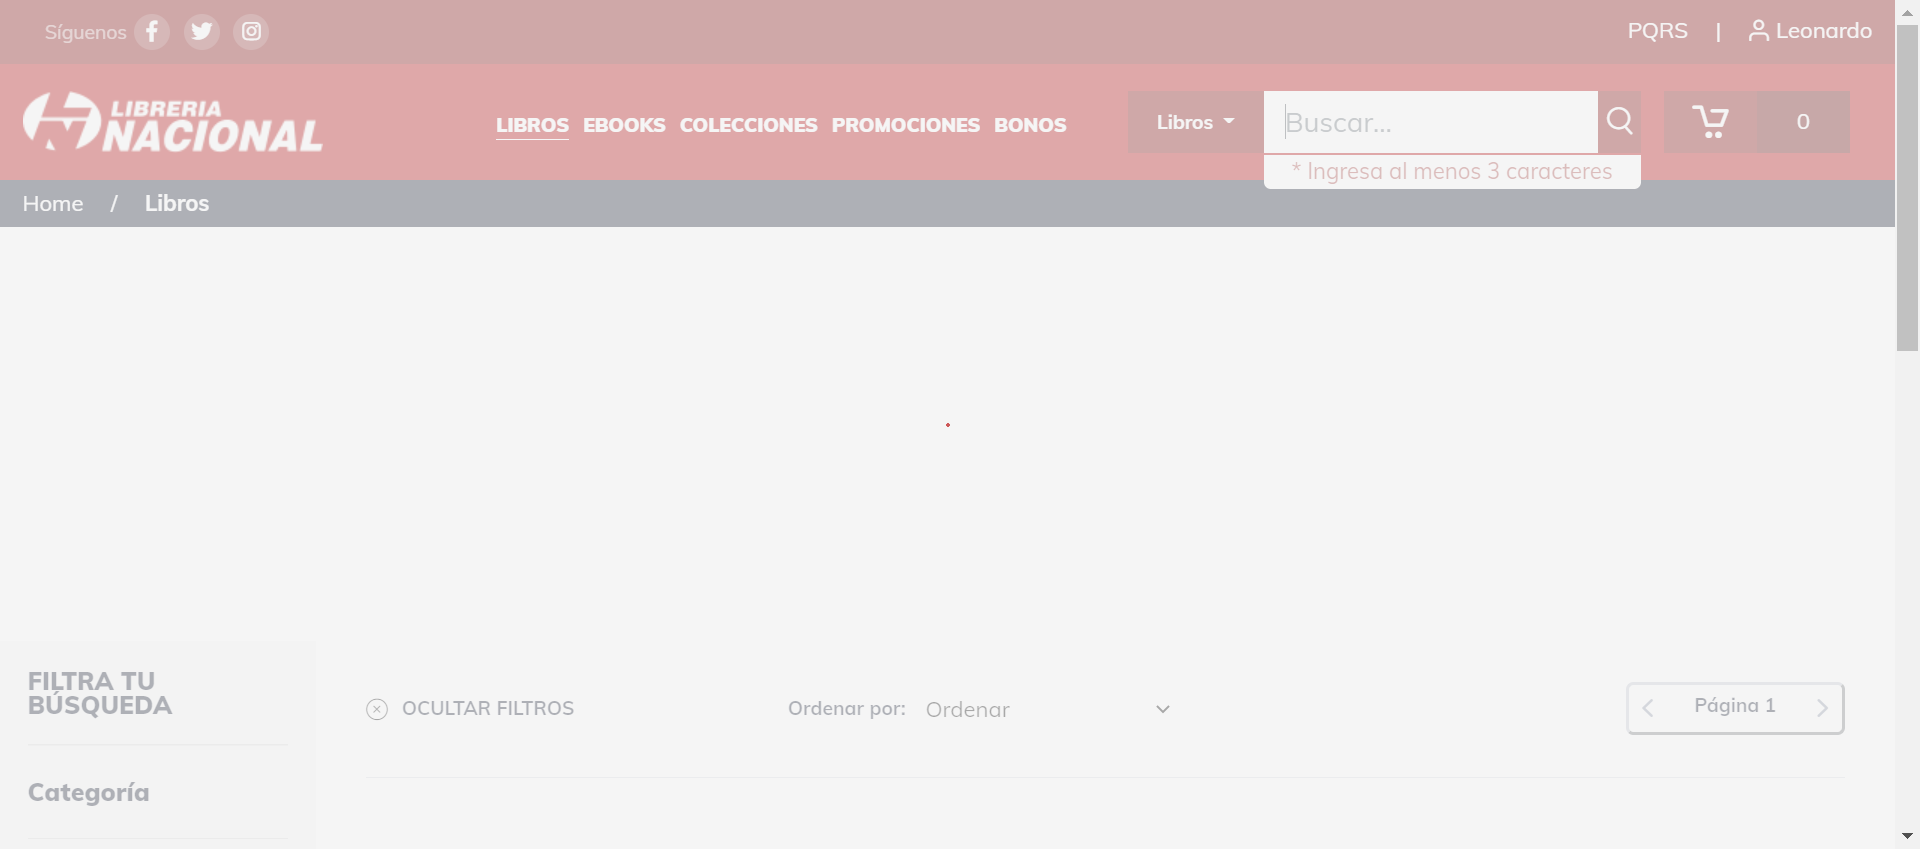 Síguenos
PQRS | Leonardo
LIBRERIA
NACIONAL
LIBROS EBOOKS COLECCIONES PROMOCIONES BONOS
Libros
Buscar...
0
* Ingresa al menos 3 caracteres
Home / Libros
FILTRA TU
BÚSQUEDA
OCULTAR FILTROS
Ordenar por: Ordenar
Página 1
Categoría